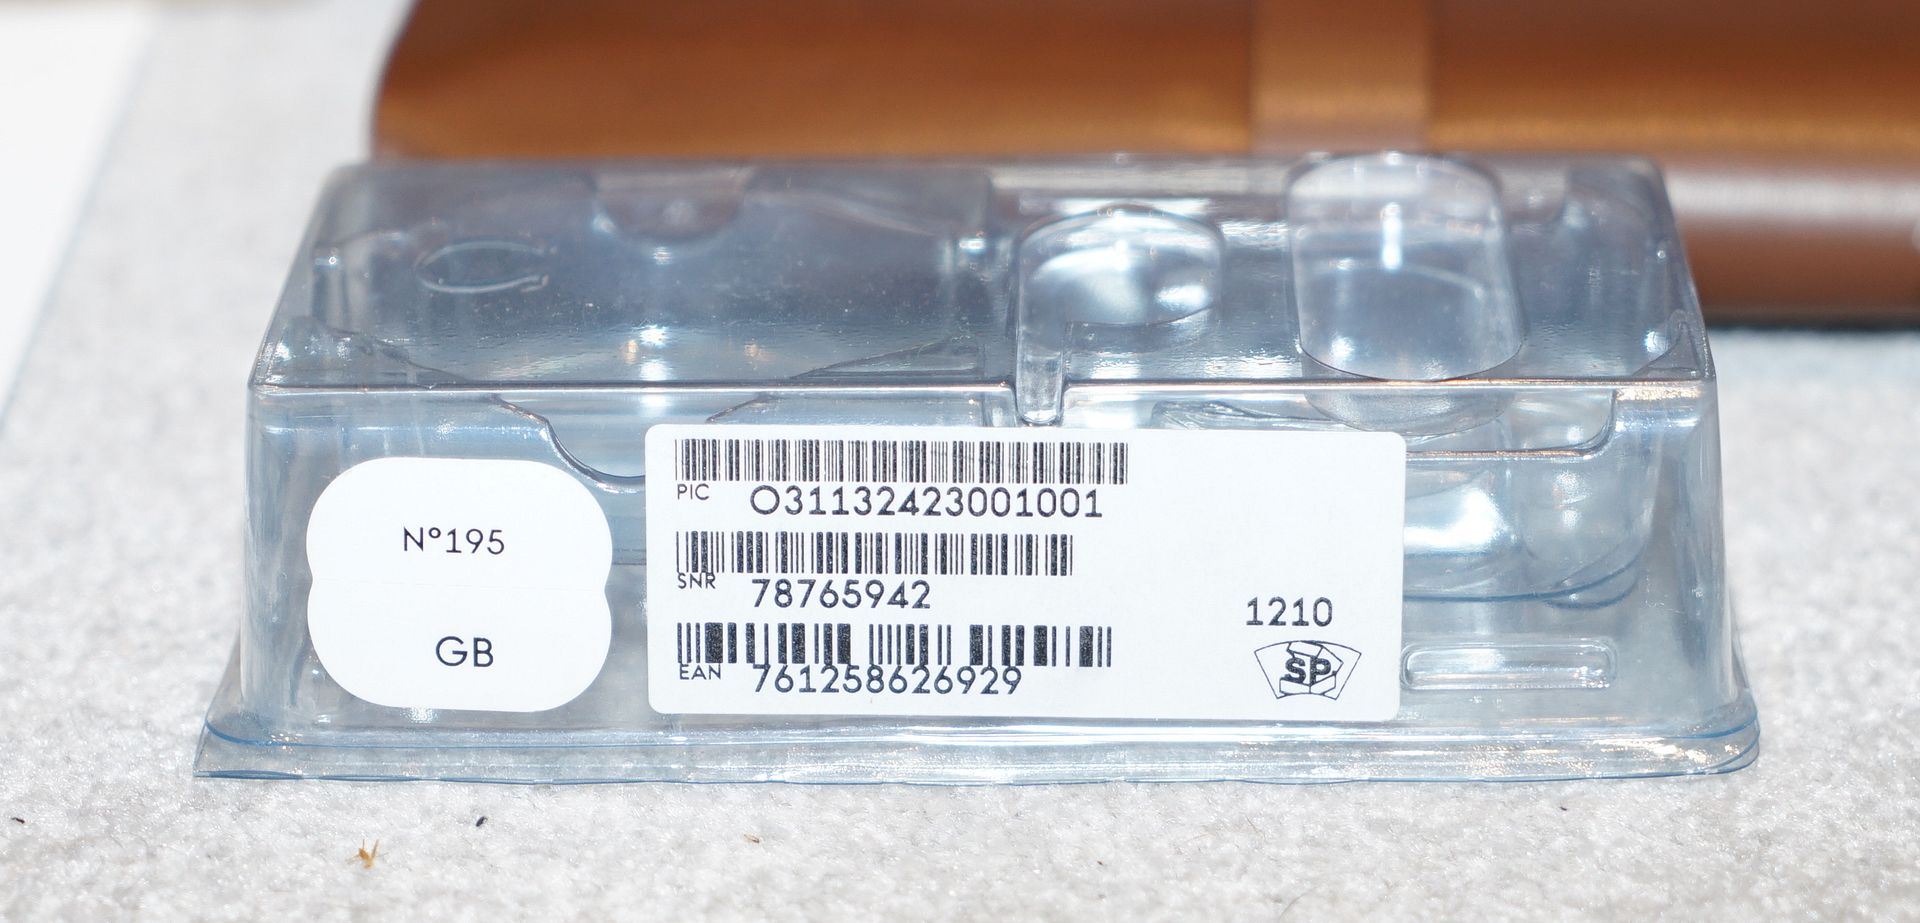 N°195
GB
PIC O31132423001001
SNR 78765942
EAN 761258626929
1210
SP